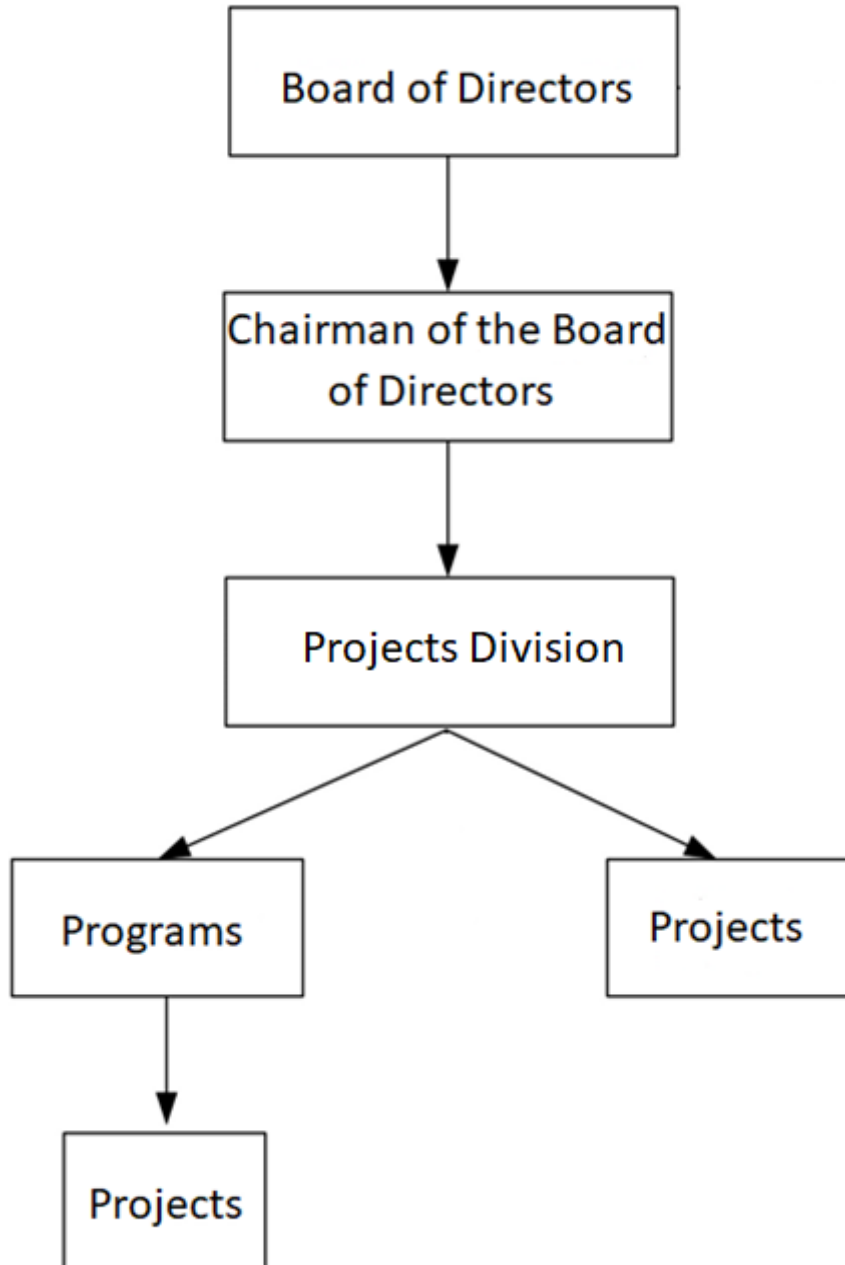 Board of Directors
Chairman of the Board
of Directors
Projects Division
Programs
Projects
Projects